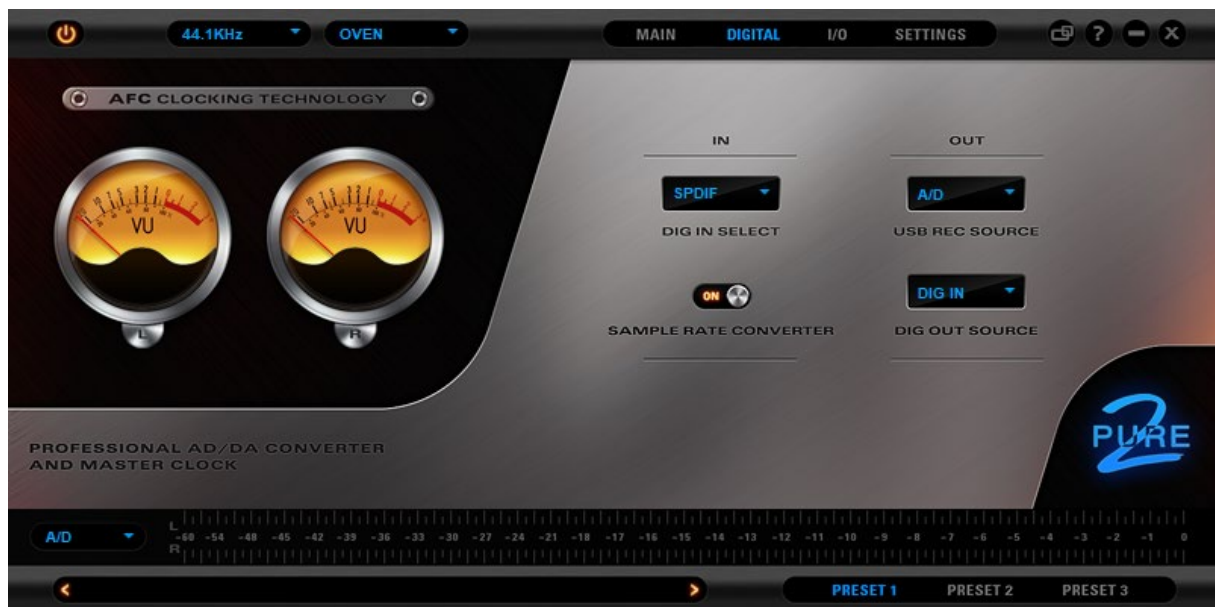 44.1KHz OVEN MAIN DIGITAL I/O SETTINGS ?
AFC CLOCKING TECHNOLOGY
VU VU
L R
IN OUT
SPDIF A/D
DIG IN SELECT USB REC SOURCE
ON DIG IN
SAMPLE RATE CONVERTER DIG OUT SOURCE
PROFESSIONAL AD/DA CONVERTER
AND MASTER CLOCK
PURE 2
L
A/D -60 -54 -48 -45 -42 -39 -36 -33 -30 -27 -24 -21 -18 -17 -16 -15 -14 -13 -12 -11 -10 -9 -8 -7 -6 -5 -4 -3 -2 -1 0
R
PRESET 1 PRESET 2 PRESET 3